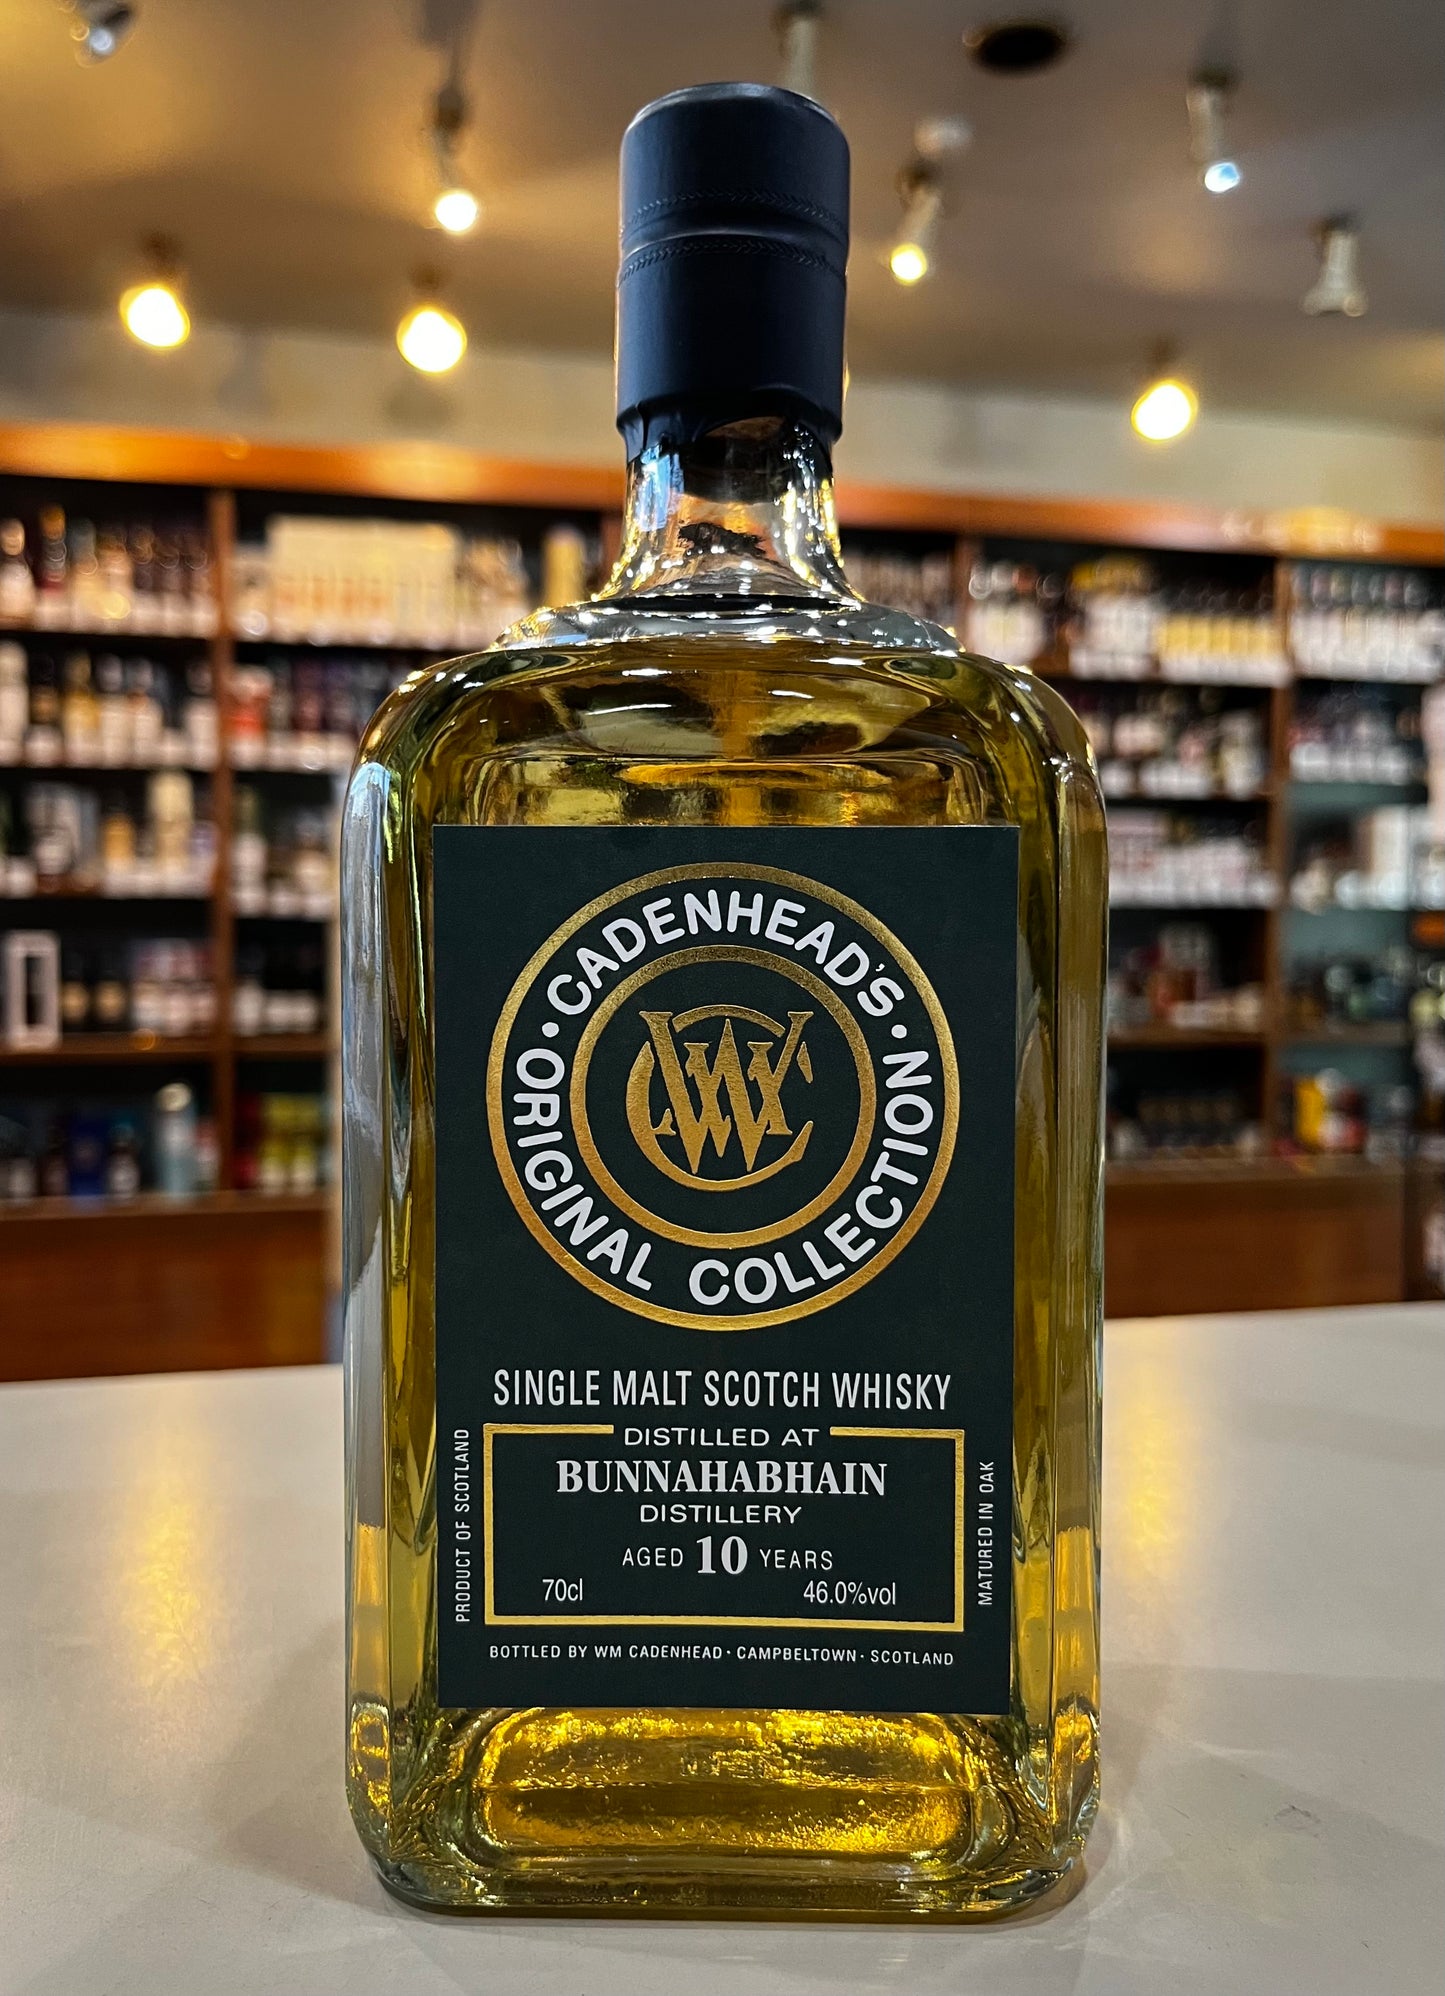 CADENHEAD'S
ORIGINAL COLLECTION
WC
SINGLE MALT SCOTCH WHISKY
DISTILLED AT
BUNNAHABHAIN
DISTILLERY
AGED 10 YEARS
70cl 46.0%vol
PRODUCT OF SCOTLAND
MATURED IN OAK
BOTTLED BY WM CADENHEAD · CAMPBELTOWN · SCOTLAND